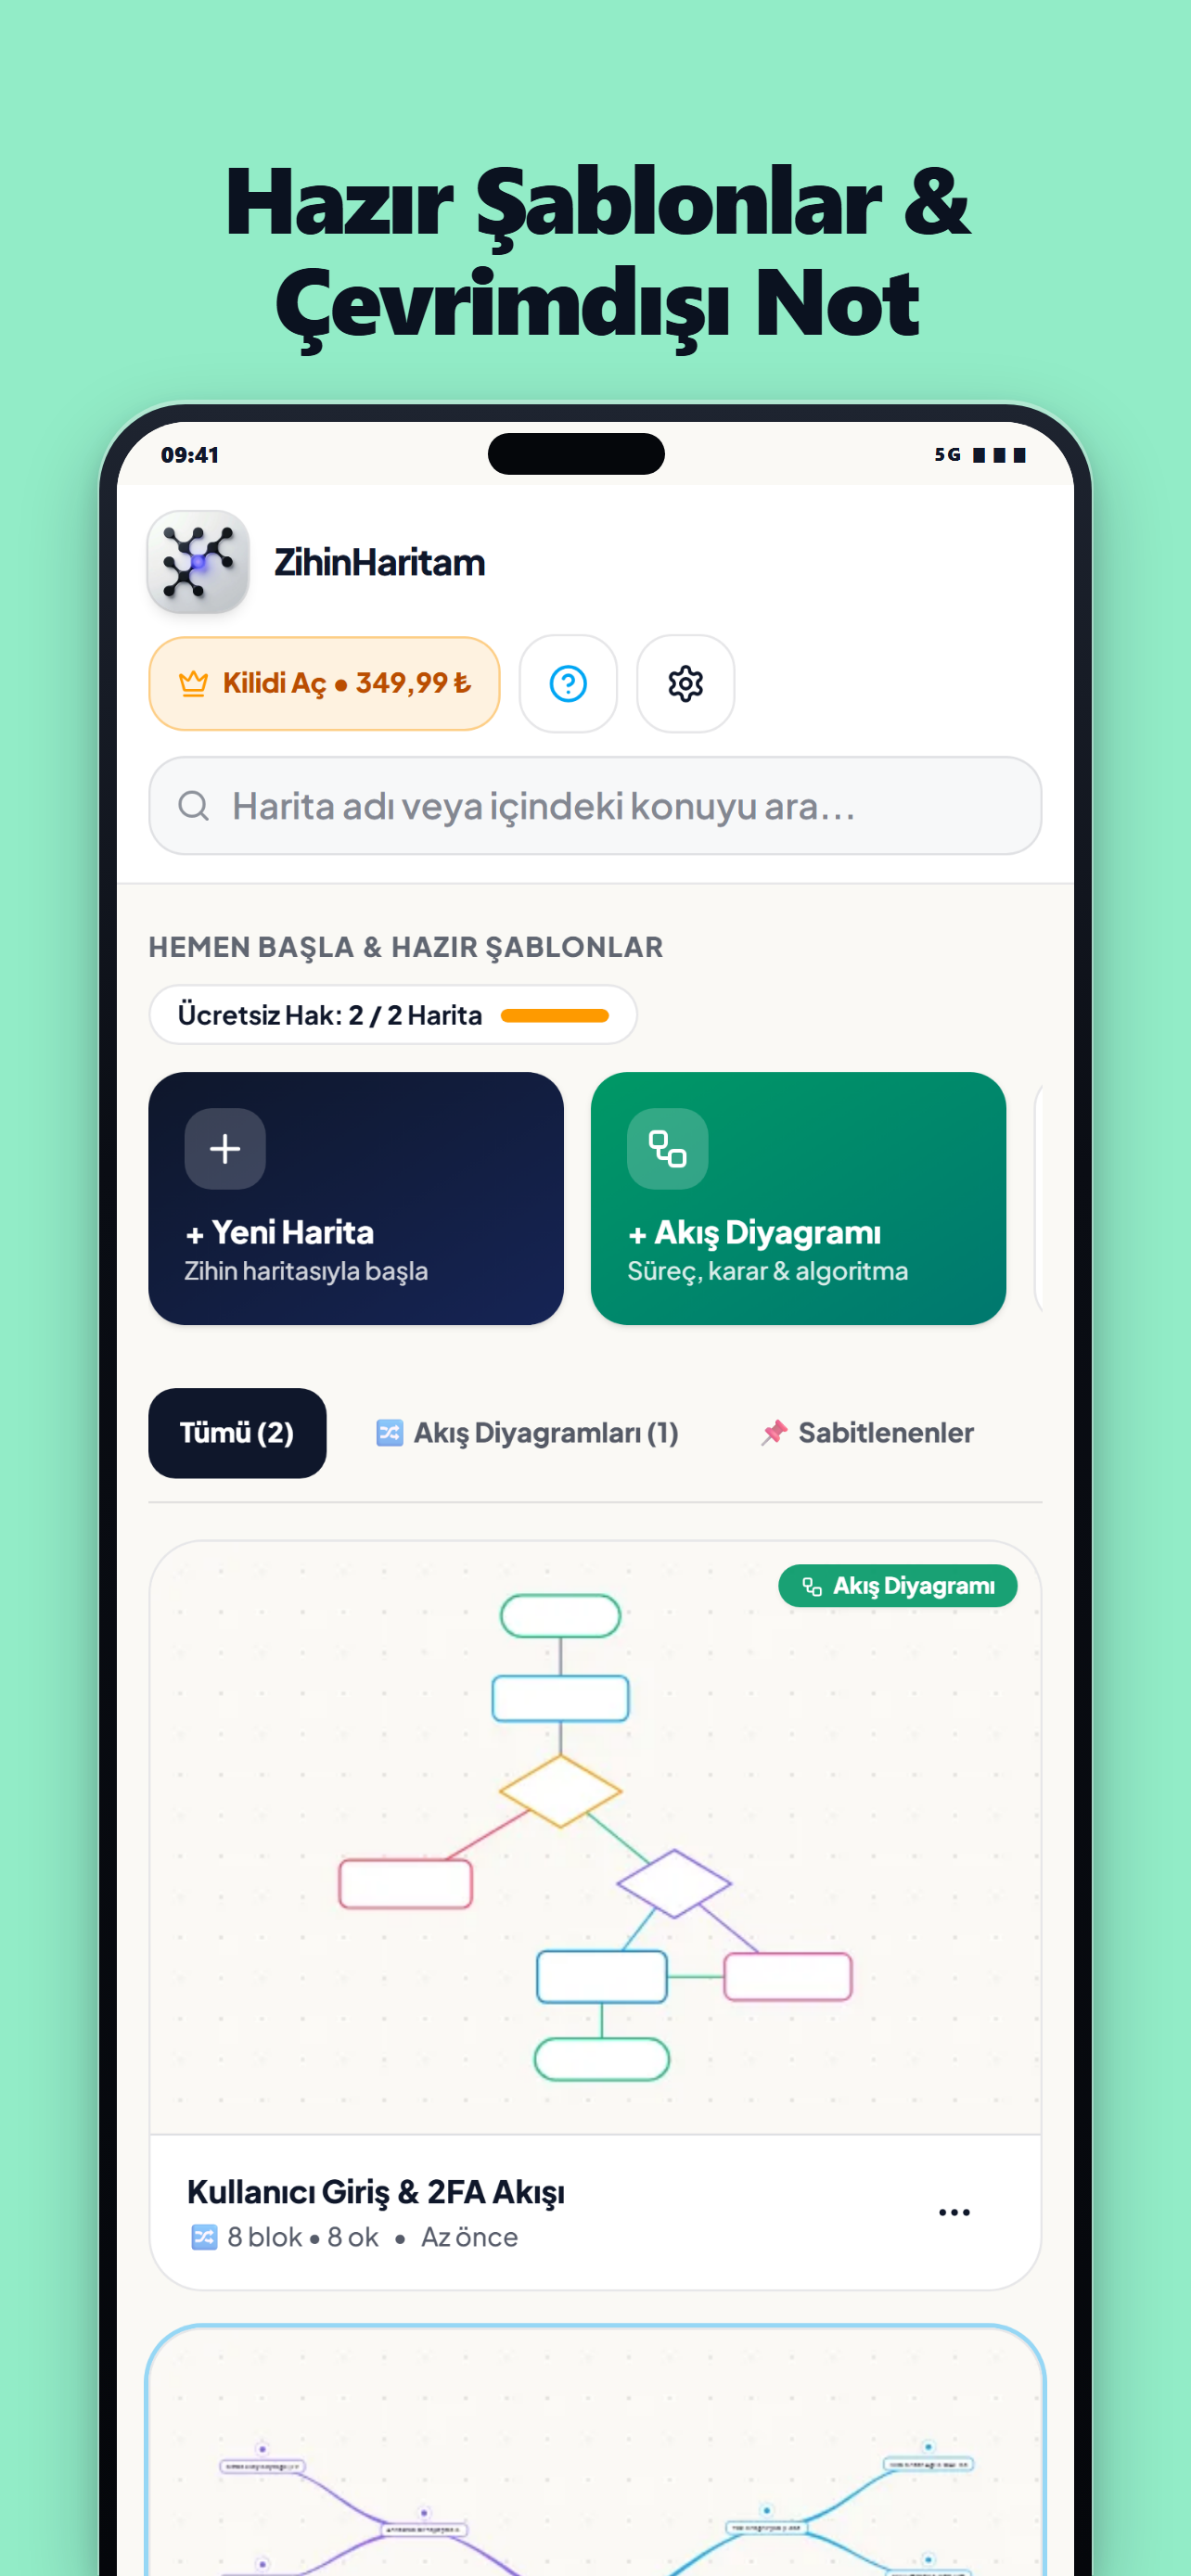 Hazır Şablonlar &
Çevrimdışı Not
09:41
5G
ZihinHaritam
Kilidi Aç • 349,99 ₺
Harita adı veya içindeki konuyu ara...
HEMEN BAŞLA & HAZIR ŞABLONLAR
Ücretsiz Hak: 2 / 2 Harita
+ Yeni Harita
Zihin haritasıyla başla
+ Akış Diyagramı
Süreç, karar & algoritma
Tümü (2)
Akış Diyagramları (1)
Sabitlenenler
Akış Diyagramı
Kullanıcı Giriş & 2FA Akışı
8 blok • 8 ok • Az önce